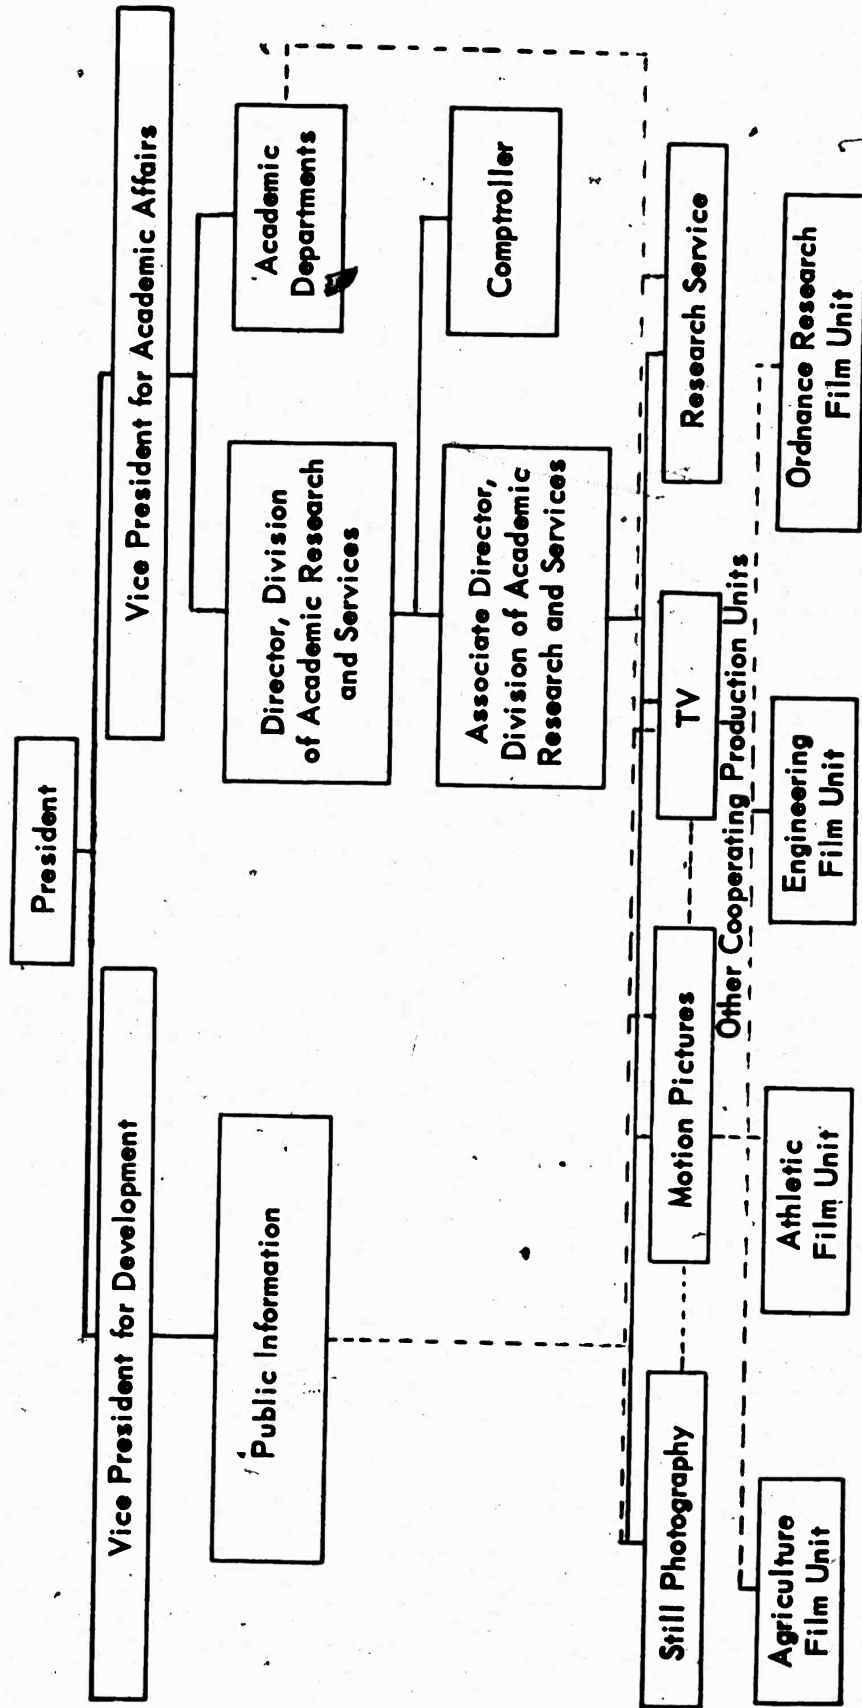 President
Vice President for Development
Vice President for Academic Affairs
Public Information
Director, Division
of Academic Research
and Services
Academic
Departments
Associate Director,
Division of Academic
Research and Services
Comptroller
Still Photography
Motion Pictures
TV
Research Service
Other Cooperating Production Units
Agriculture
Film Unit
Athletic
Film Unit
Engineering
Film Unit
Ordnance Research
Film Unit